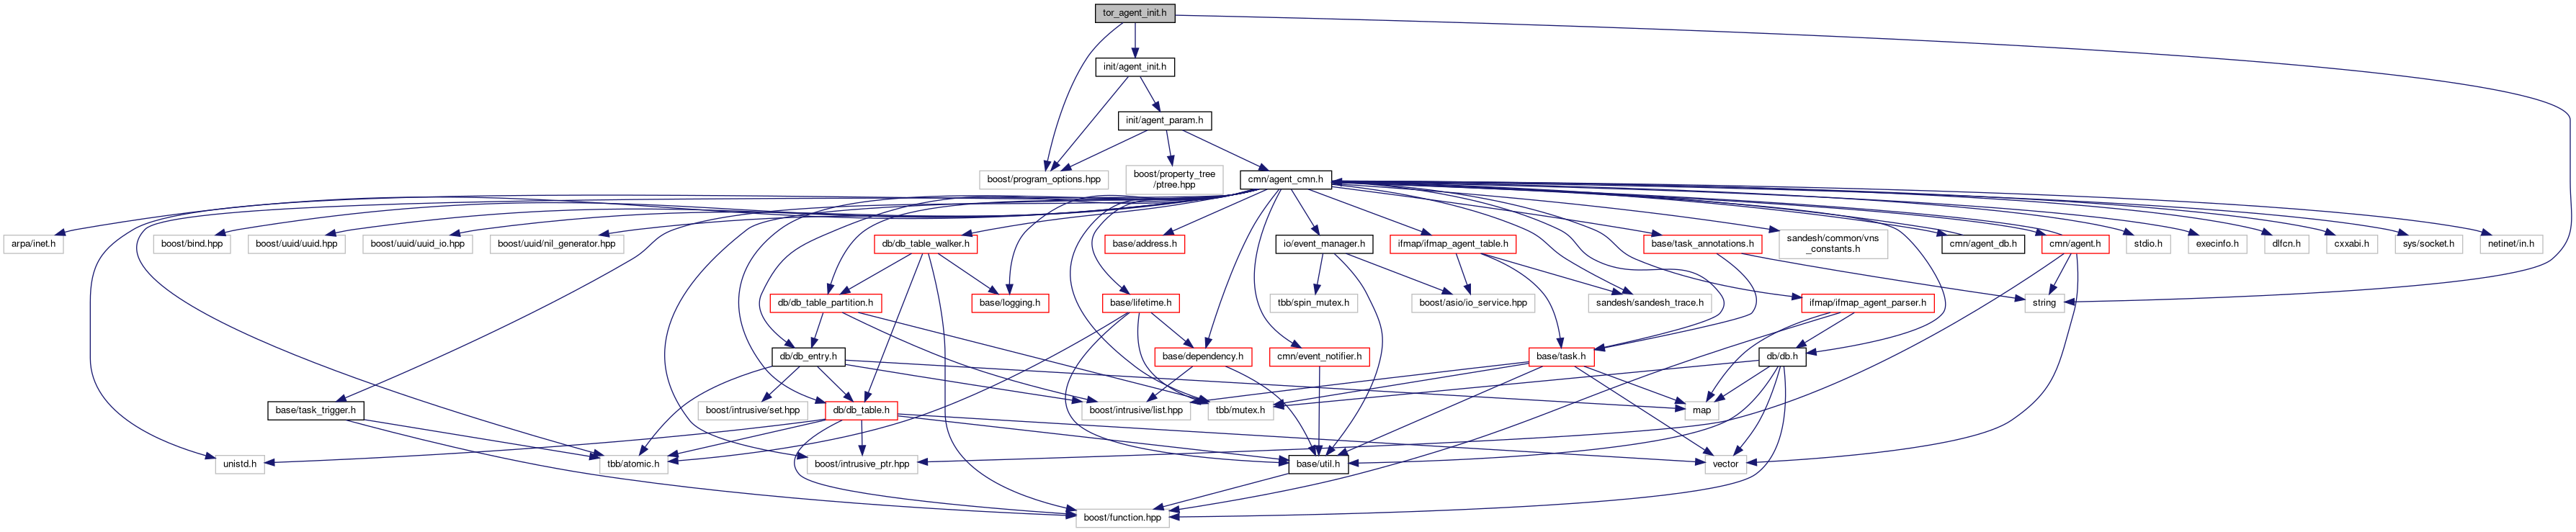 tor_agent_init.h
init/agent_init.h
init/agent_param.h
boost/program_options.hpp
boost/property_tree
/ptree.hpp
cmn/agent_cmn.h
arpa/inet.h
boost/bind.hpp
boost/uuid/uuid.hpp
boost/uuid/uuid_io.hpp
boost/uuid/nil_generator.hpp
db/db_table_walker.h
base/address.h
io/event_manager.h
ifmap/ifmap_agent_table.h
base/task_annotations.h
sandesh/common/vns
_constants.h
cmn/agent_db.h
cmn/agent.h
stdio.h
execinfo.h
dlfcn.h
cxxabi.h
sys/socket.h
netinet/in.h
db/db_table_partition.h
base/logging.h
base/lifetime.h
tbb/spin_mutex.h
boost/asio/io_service.hpp
sandesh/sandesh_trace.h
ifmap/ifmap_agent_parser.h
string
db/db_entry.h
base/dependency.h
cmn/event_notifier.h
base/task.h
db/db.h
base/task_trigger.h
boost/intrusive/set.hpp
db/db_table.h
boost/intrusive/list.hpp
tbb/mutex.h
map
unistd.h
tbb/atomic.h
boost/intrusive_ptr.hpp
base/util.h
vector
boost/function.hpp